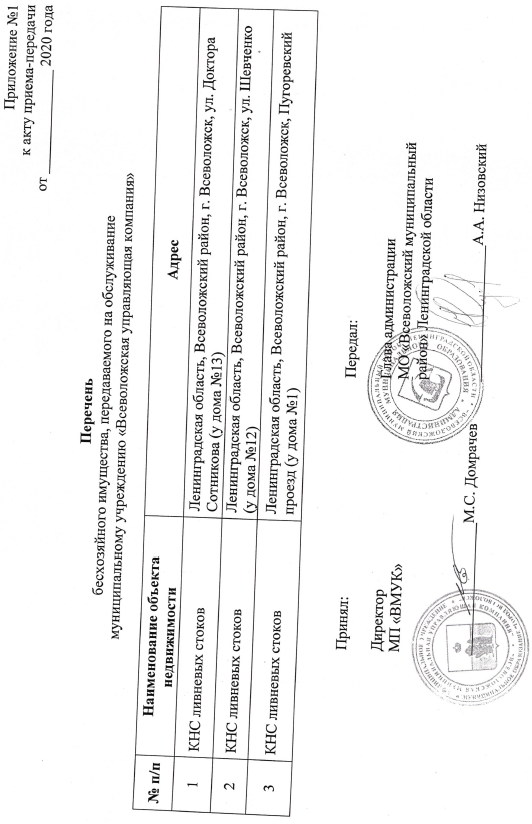 Приложение №1
к акту приема-передачи
от ____________ 2020 года
Перечень
бесхозяйного имущества, передаваемого на обслуживание
муниципальному учреждению «Всеволожская управляющая компания»
№ п/п Наименование объекта недвижимости Адрес
1 КНС ливневых стоков Ленинградская область, Всеволожский район, г. Всеволожск, ул. Доктора
Сотникова (у дома №13)
2 КНС ливневых стоков Ленинградская область, Всеволожский район, г. Всеволожск, ул. Шевченко
(у дома №12)
3 КНС ливневых стоков Ленинградская область, Всеволожский район, г. Всеволожск, Пугоревский
проезд (у дома №1)
Принял:
Директор
МП «ВМУК»
М.С. Домрачев
Передал:
Глава администрации
МО «Всеволожский муниципальный
район» Ленинградской области
А.А. Низовский